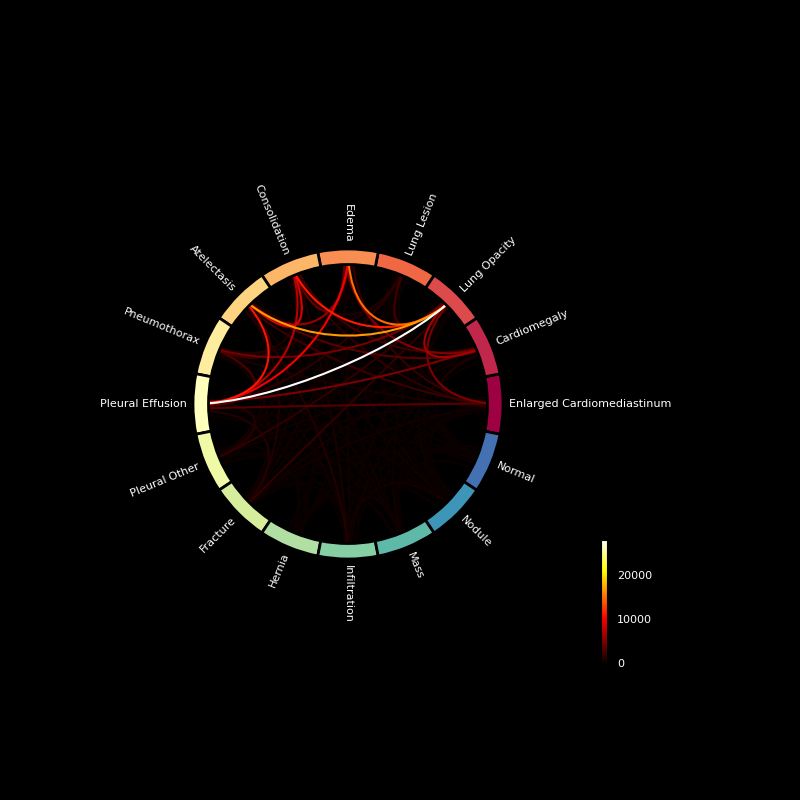 Edema
Lung Lesion
Lung Opacity
Cardiomegaly
Enlarged Cardiomediastinum
Normal
Nodule
Mass
Infiltration
Hernia
Fracture
Pleural Other
Pleural Effusion
Pneumothorax
Atelectasis
Consolidation
20000
10000
0